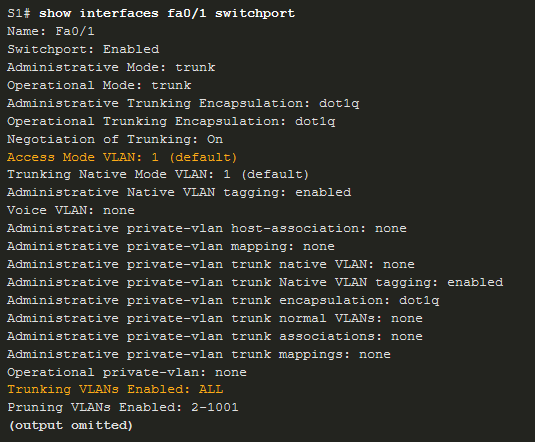 S1# show interfaces fa0/1 switchport
Name: Fa0/1
Switchport: Enabled
Administrative Mode: trunk
Operational Mode: trunk
Administrative Trunking Encapsulation: dot1q
Operational Trunking Encapsulation: dot1q
Negotiation of Trunking: On
Access Mode VLAN: 1 (default)
Trunking Native Mode VLAN: 1 (default)
Administrative Native VLAN tagging: enabled
Voice VLAN: none
Administrative private-vlan host-association: none
Administrative private-vlan mapping: none
Administrative private-vlan trunk native VLAN: none
Administrative private-vlan trunk Native VLAN tagging: enabled
Administrative private-vlan trunk encapsulation: dot1q
Administrative private-vlan trunk normal VLANs: none
Administrative private-vlan trunk associations: none
Administrative private-vlan trunk mappings: none
Operational private-vlan: none
Trunking VLANs Enabled: ALL
Pruning VLANs Enabled: 2-1001
(output omitted)